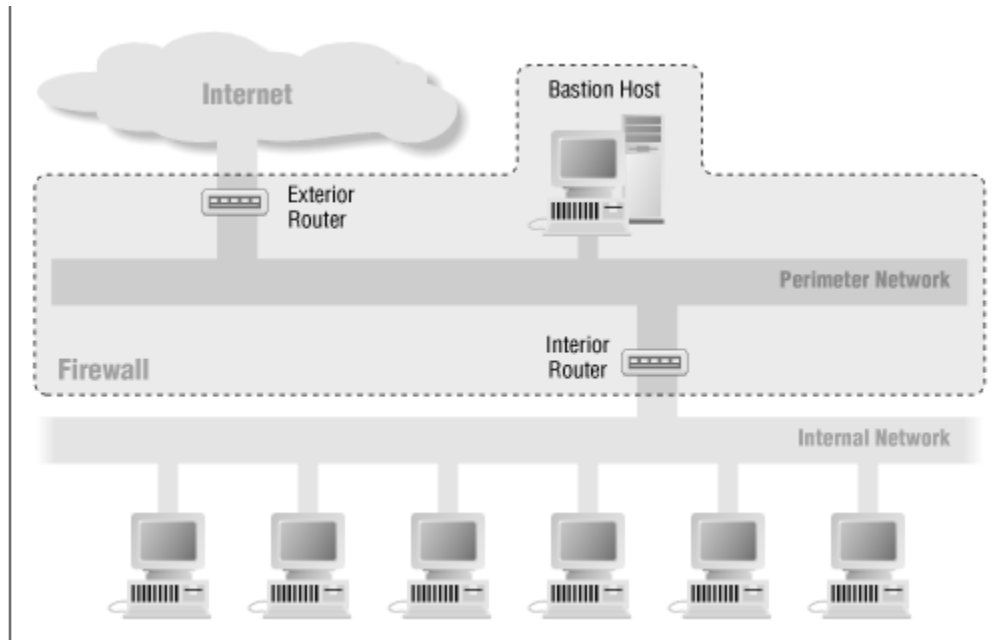 Internet
Bastion Host
Exterior
Router
Perimeter Network
Interior
Router
Firewall
Internal Network